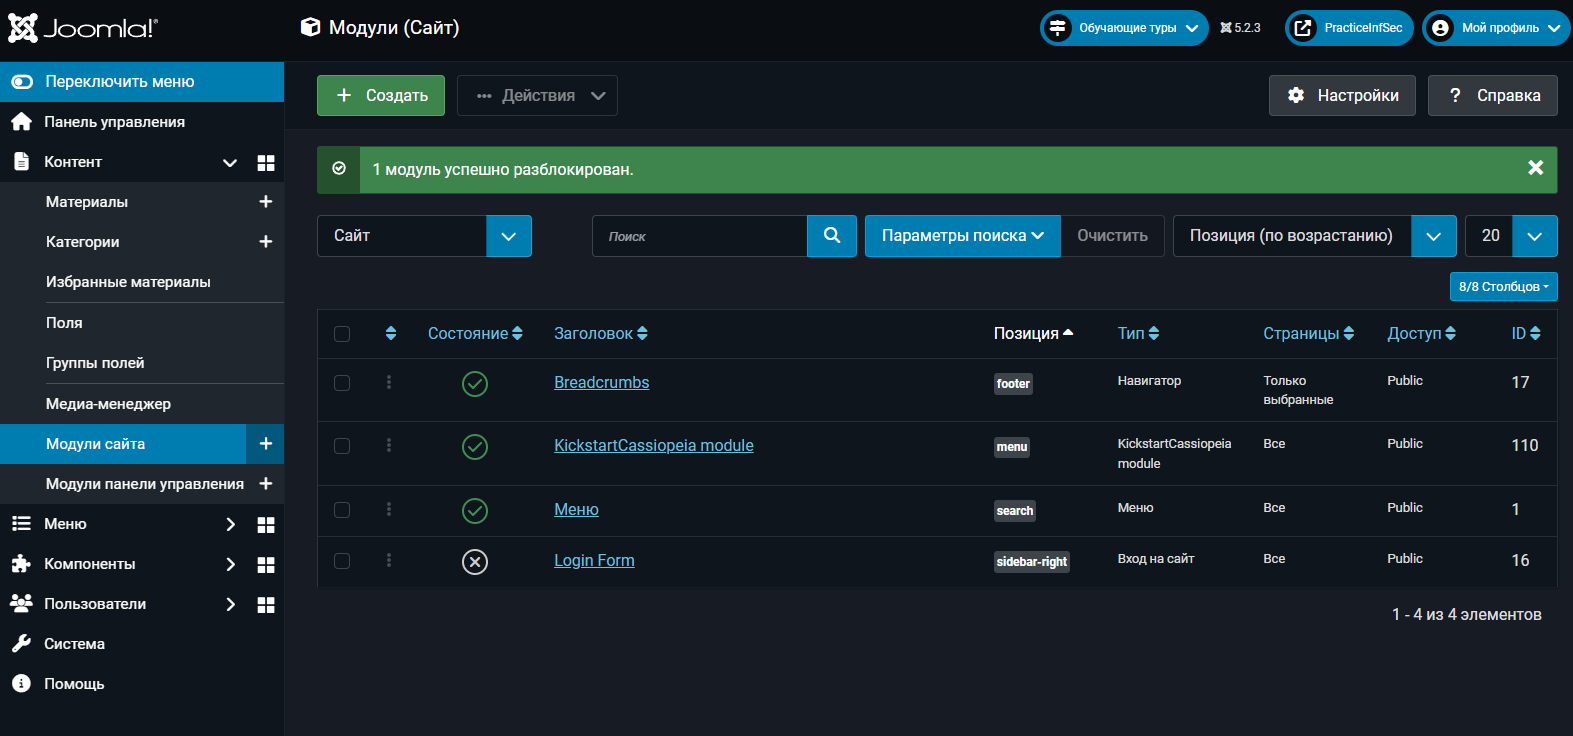 Joomla!®
Модули (Сайт)
Обучающие туры
5.2.3
PracticeInfSec
Мой профиль
Переключить меню
Панель управления
Контент
Материалы
Категории
Избранные материалы
Поля
Группы полей
Медиа-менеджер
Модули сайта
Модули панели управления
Меню
Компоненты
Пользователи
Система
Помощь
+ Создать
••• Действия
Настройки
? Справка
1 модуль успешно разблокирован.
Сайт
Поиск
Параметры поиска
Очистить
Позиция (по возрастанию)
20
8/8 Столбцов
Состояние Заголовок Позиция Тип Страницы Доступ ID
Breadcrumbs footer Навигатор Только Public 17
выбранные
KickstartCassiopeia module menu KickstartCassiopeia Все Public 110
module
Меню search Меню Все Public 1
Login Form sidebar-right Вход на сайт Все Public 16
1 - 4 из 4 элементов